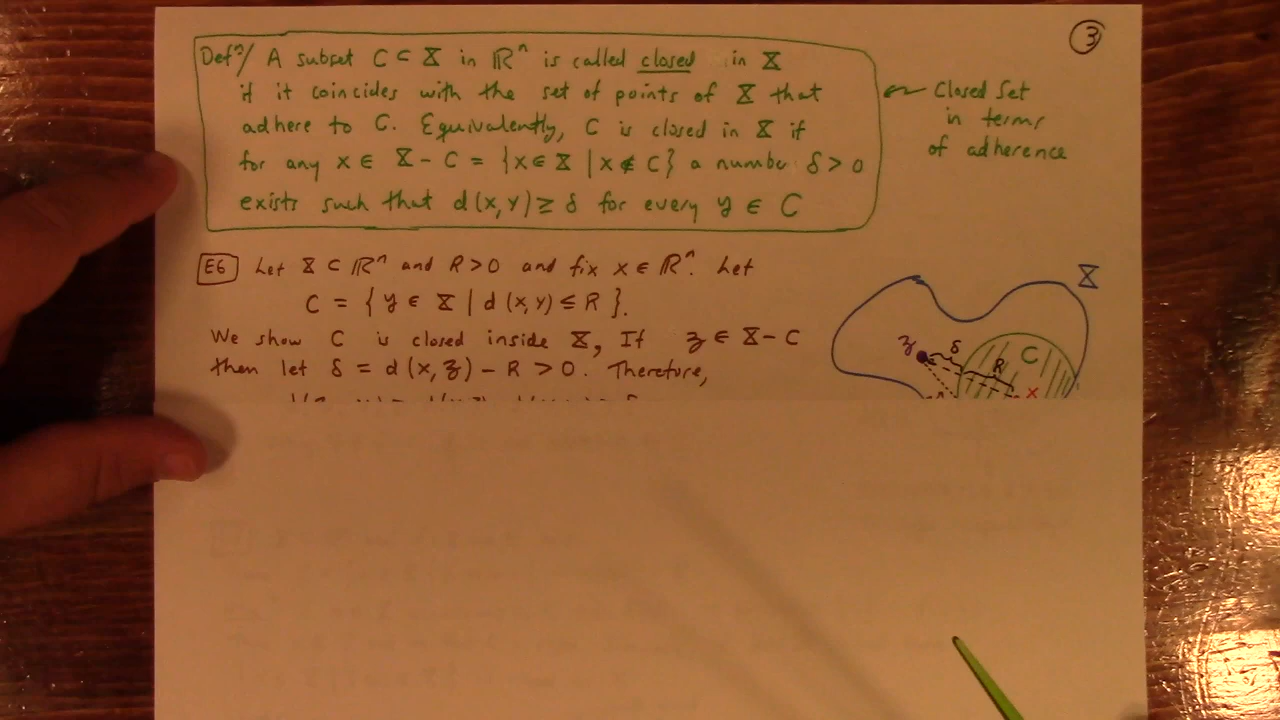 ③
Defⁿ/ A subset C ⊂ X in ℝⁿ is called closed in X
if it coincides with the set of points of X that
adhere to C. Equivalently, C is closed in X if
for any x ∈ X - C = {x ∈ X | x ∉ C} a number δ > 0
exists such that d(x,y) ≥ δ for every y ∈ C
← Closed Set
in terms
of adherence
E6 Let X ⊂ ℝⁿ and R > 0 and fix x ∈ ℝⁿ. Let
C = { y ∈ X | d(x,y) ≤ R }.
We show C is closed inside X, If z ∈ X - C
then let δ = d(x,z) - R > 0. Therefore,
X
z
δ
C
R
x